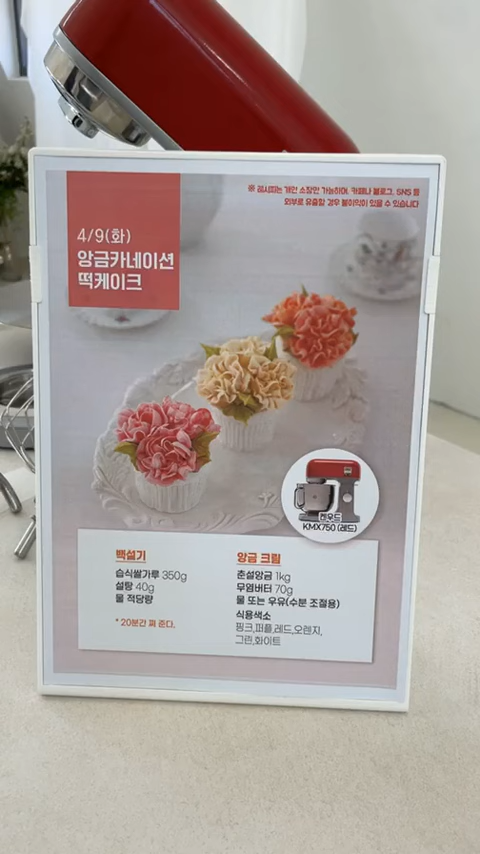 ※ 레시피는 개인 소장만 가능하며, 카페나 블로그, SNS 등
외부로 유출할 경우 불이익이 있을 수 있습니다
4/9(화)
앙금카네이션
떡케이크
켄우드
KMX750 (레드)
백설기
습식쌀가루 350g
설탕 40g
물 적당량
* 20분간 쪄 준다.
앙금 크림
춘설앙금 1kg
무염버터 70g
물 또는 우유(수분 조절용)
식용색소
핑크,퍼플,레드,오렌지,
그린,화이트